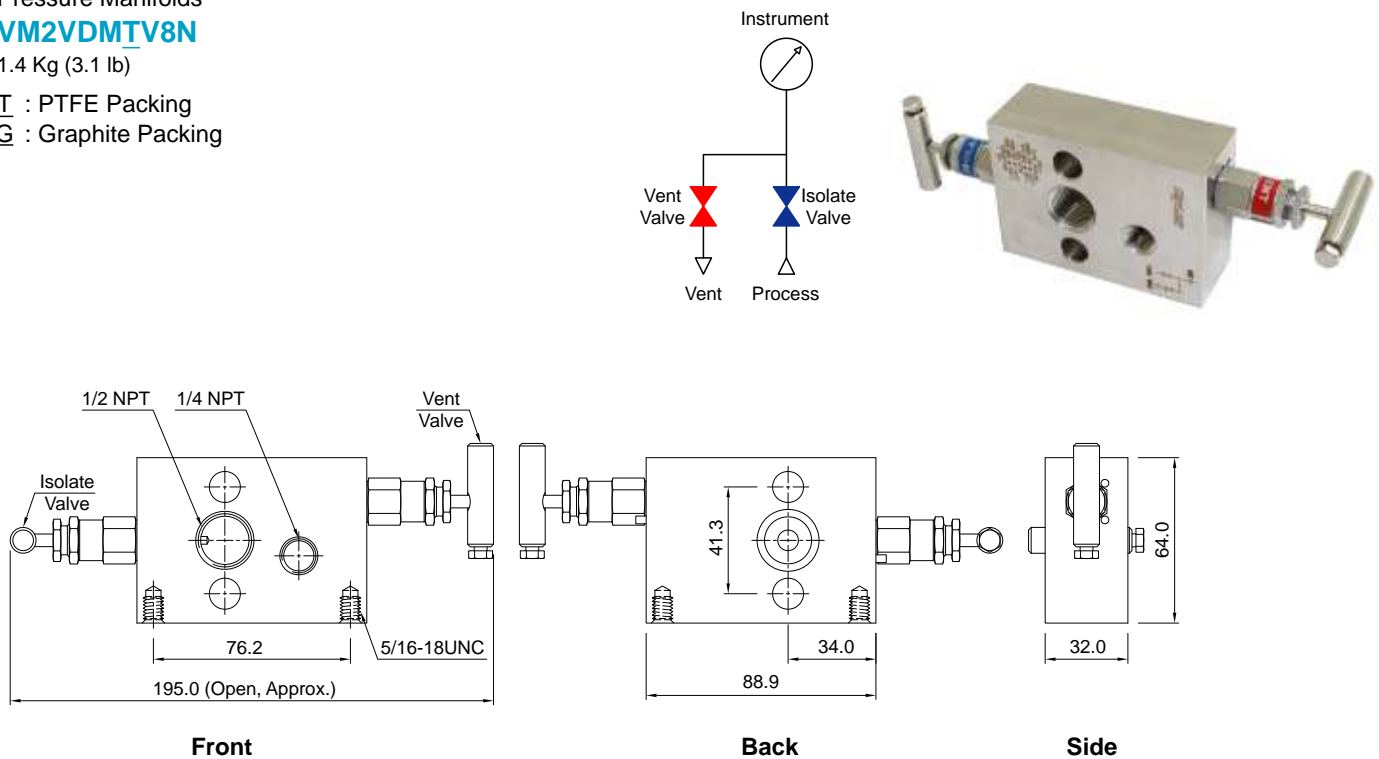 Pressure Manifolds
VM2VDMTV8N
1.4 Kg (3.1 lb)
T : PTFE Packing
G : Graphite Packing
Instrument
Vent
Valve
Isolate
Valve
Vent
Process
1/2 NPT
1/4 NPT
Vent
Valve
Isolate
Valve
76.2
5/16-18UNC
195.0 (Open, Approx.)
41.3
34.0
88.9
64.0
32.0
Front
Back
Side